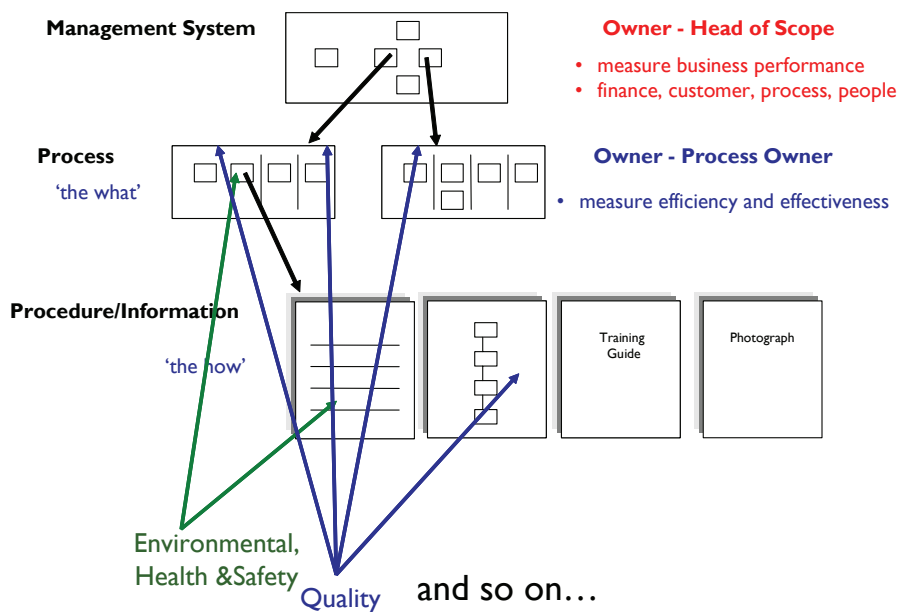 Management System
Owner - Head of Scope
• measure business performance
• finance, customer, process, people
Process
Owner - Process Owner
'the what'
• measure efficiency and effectiveness
Procedure/Information
Training
Guide
Photograph
'the how'
Environmental,
Health &Safety
Quality
and so on…